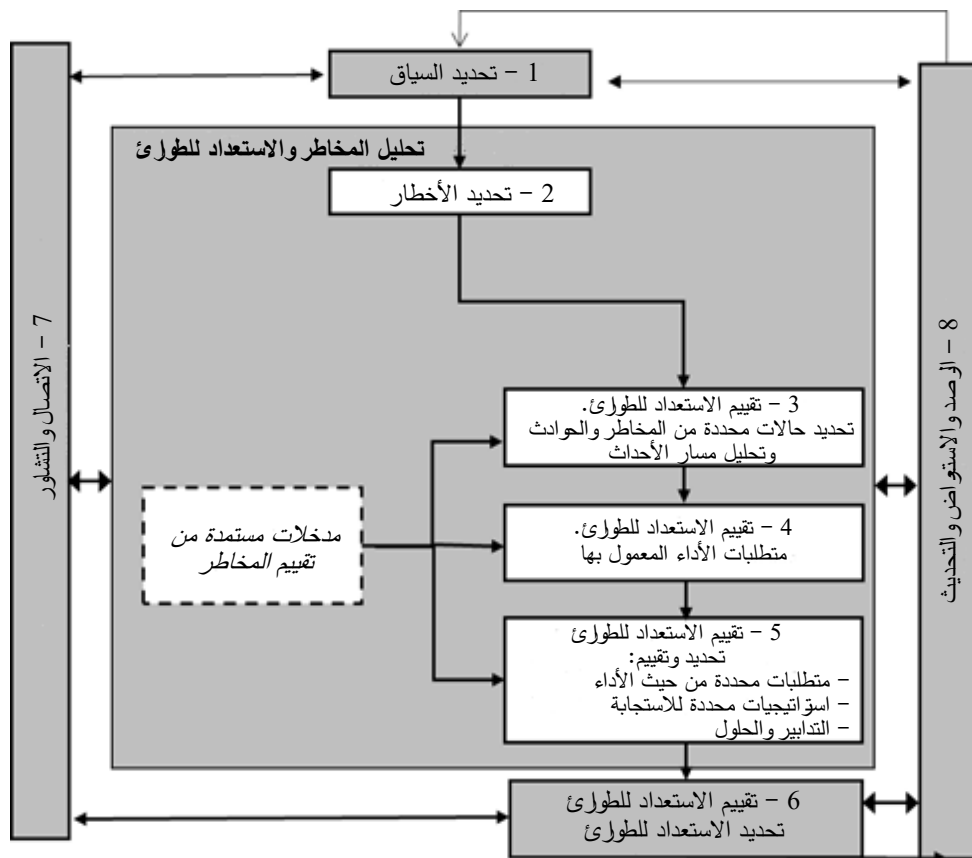 1 – تحديد السياق
تحليل المخاطر والاستعداد للطوارئ
2 – تحديد الأخطار
3 – تقييم الاستعداد للطوارئ.
تحديد حالات محددة من المخاطر والحوادث
وتحليل مسار الأحداث
مدخلات مستمدة من
تقييم المخاطر
4 – تقييم الاستعداد للطوارئ.
متطلبات الأداء المعمول بها
5 – تقييم الاستعداد للطوارئ
تحديد وتقييم:
– متطلبات محددة من حيث الأداء
– استراتيجيات محددة للاستجابة
– التدابير والحلول
6 – تقييم الاستعداد للطوارئ
تحديد الاستعداد للطوارئ
7 – الاتصال والتشاور
8 – الرصد والاستعراض والتحديث